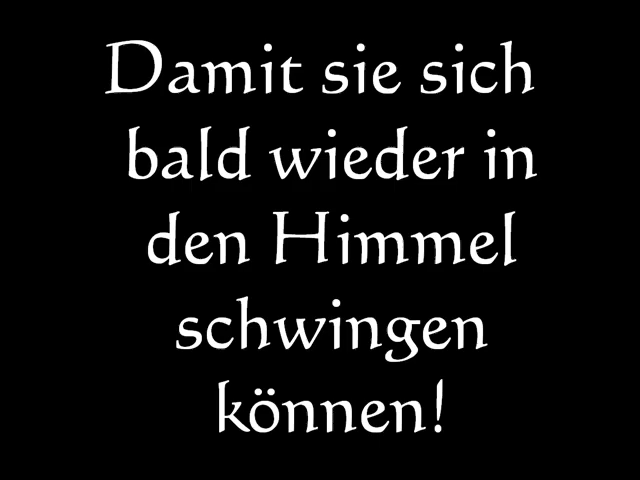 Damit sie sich
bald wieder in
den Himmel
schwingen
können!